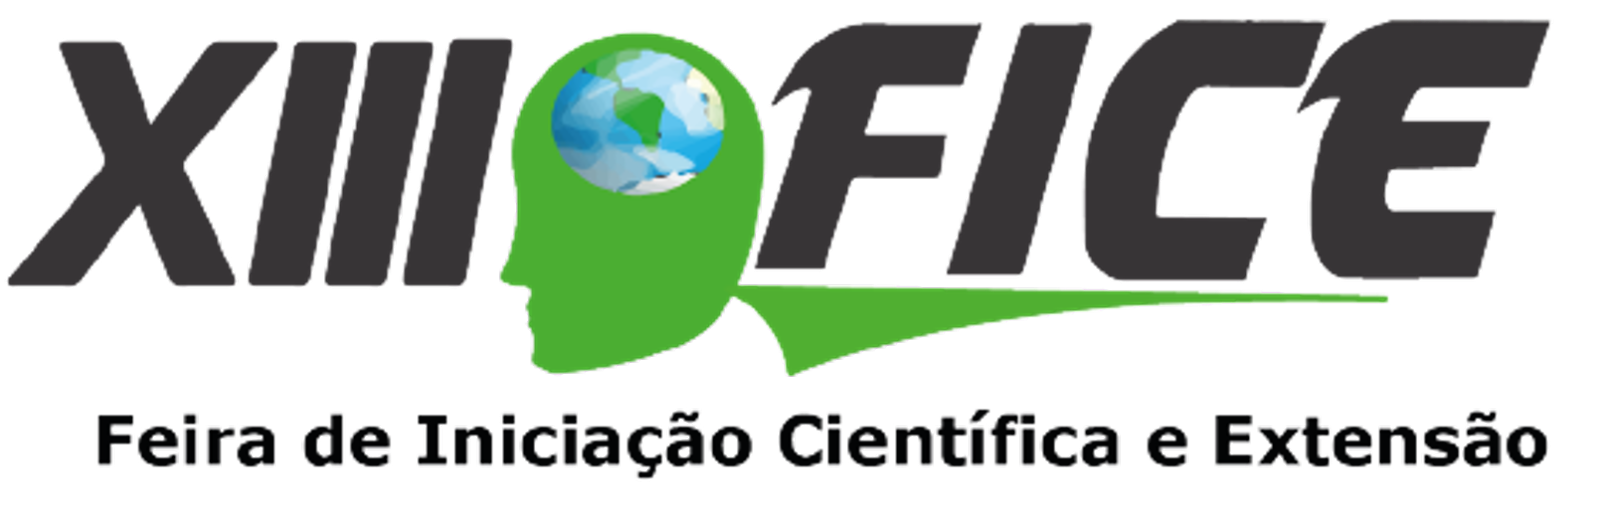 XIII FICE
Feira de Iniciação Científica e Extensão